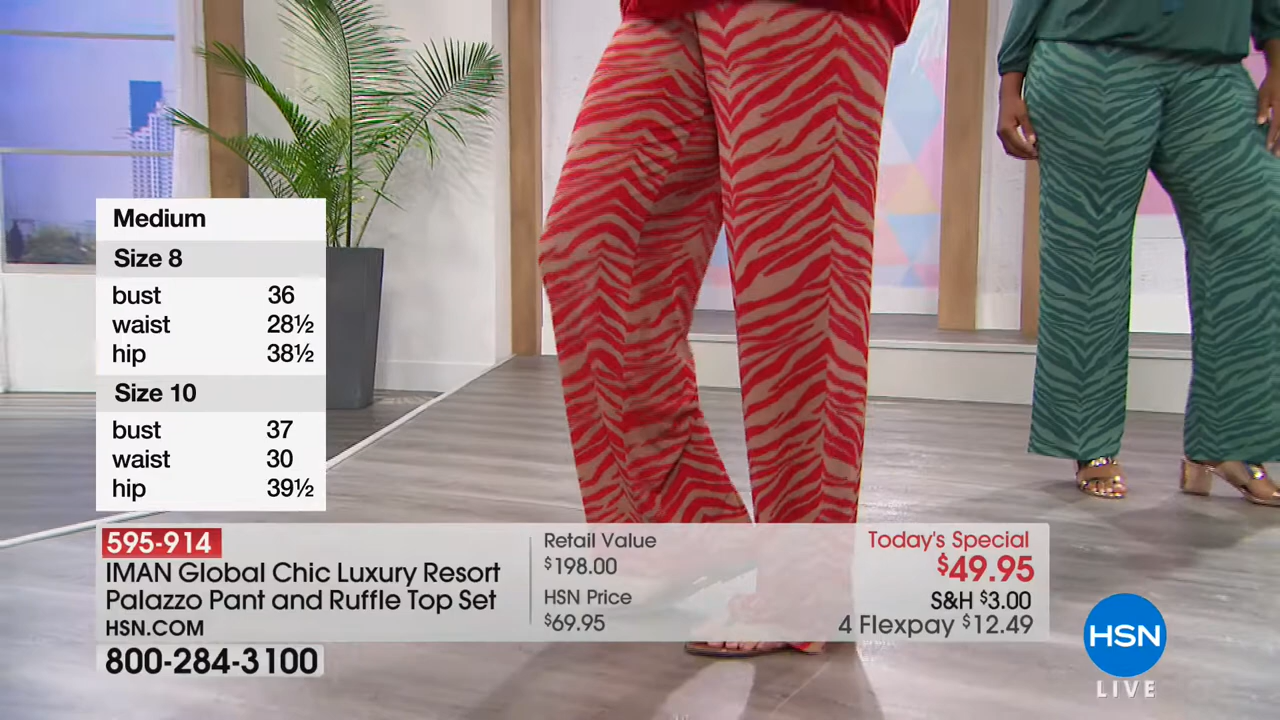 Medium
Size 8
bust 36
waist 28½
hip 38½
Size 10
bust 37
waist 30
hip 39½
595-914
IMAN Global Chic Luxury Resort
Palazzo Pant and Ruffle Top Set
HSN.COM
800-284-3100
Retail Value
$198.00
HSN Price
$69.95
Today's Special
$49.95
S&H $3.00
4 Flexpay $12.49
HSN
LIVE